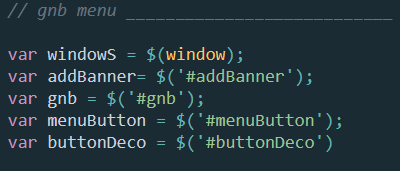 // gnb menu ___________________________
var windowS = $(window);
var addBanner= $('#addBanner');
var gnb = $('#gnb');
var menuButton = $('#menuButton');
var buttonDeco = $('#buttonDeco')